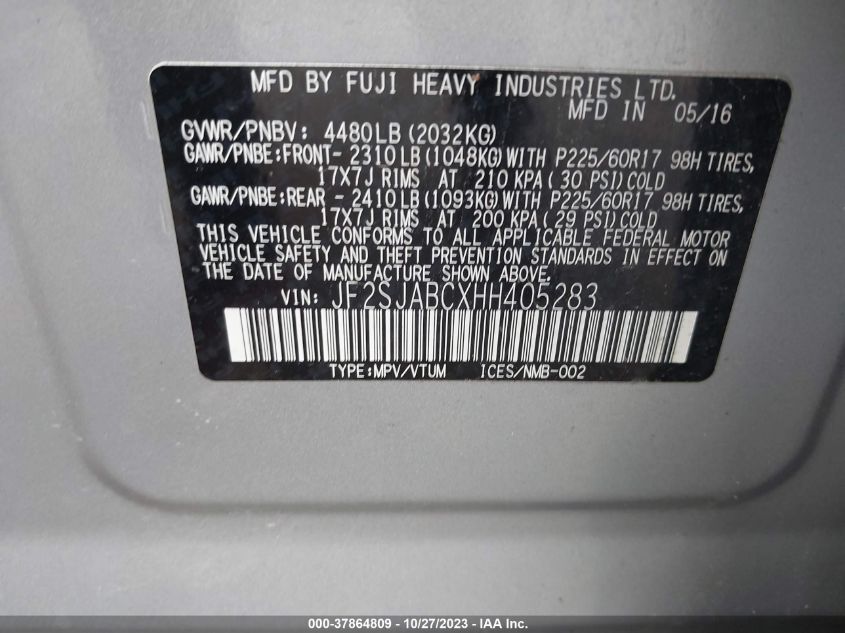 MFD BY FUJI HEAVY INDUSTRIES LTD.
MFD IN 05/16
GVWR/PNBV: 4480LB (2032KG)
GAWR/PNBE:FRONT- 2310LB(1048KG)WITH P225/60R17 98H TIRES,
17X7J RIMS AT 210 KPA( 30 PSI)COLD
GAWR/PNBE:REAR - 2410LB(1093KG)WITH P225/60R17 98H TIRES,
17X7J RIMS AT 200 KPA( 29 PSI)COLD
THIS VEHICLE CONFORMS TO ALL APPLICABLE FEDERAL MOTOR
VEHICLE SAFETY AND THEFT PREVENTION STANDARDS IN EFFECT ON
THE DATE OF MANUFACTURE SHOWN ABOVE.
VIN: JF2SJABCXHH405283
TYPE:MPV/VTUM ICES/NMB-002
000-37864809 - 10/27/2023 - IAA Inc.